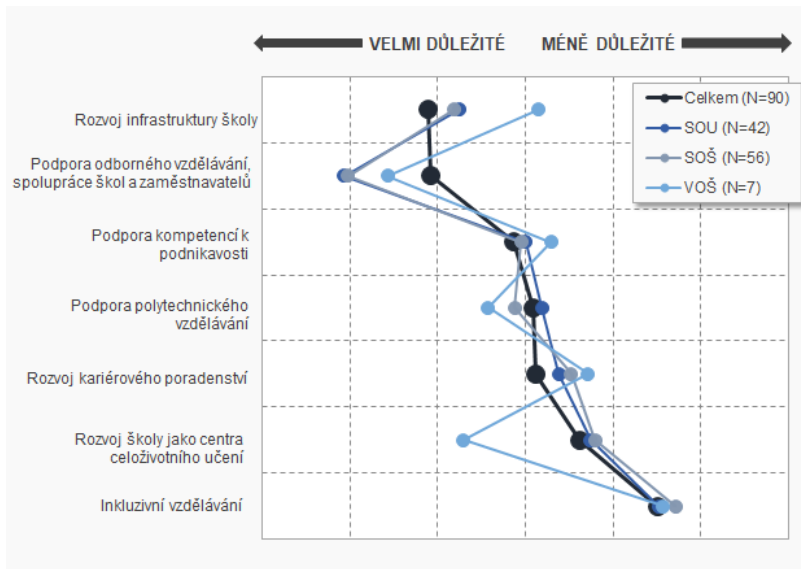 VELMI DŮLEŽITÉ MÉNĚ DŮLEŽITÉ
Rozvoj infrastruktury školy
Podpora odborného vzdělávání,
spolupráce škol a zaměstnavatelů
Podpora kompetencí k
podnikavosti
Podpora polytechnického
vzdělávání
Rozvoj kariérového poradenství
Rozvoj školy jako centra
celoživotního učení
Inkluzivní vzdělávání
Celkem (N=90)
SOU (N=42)
SOŠ (N=56)
VOŠ (N=7)